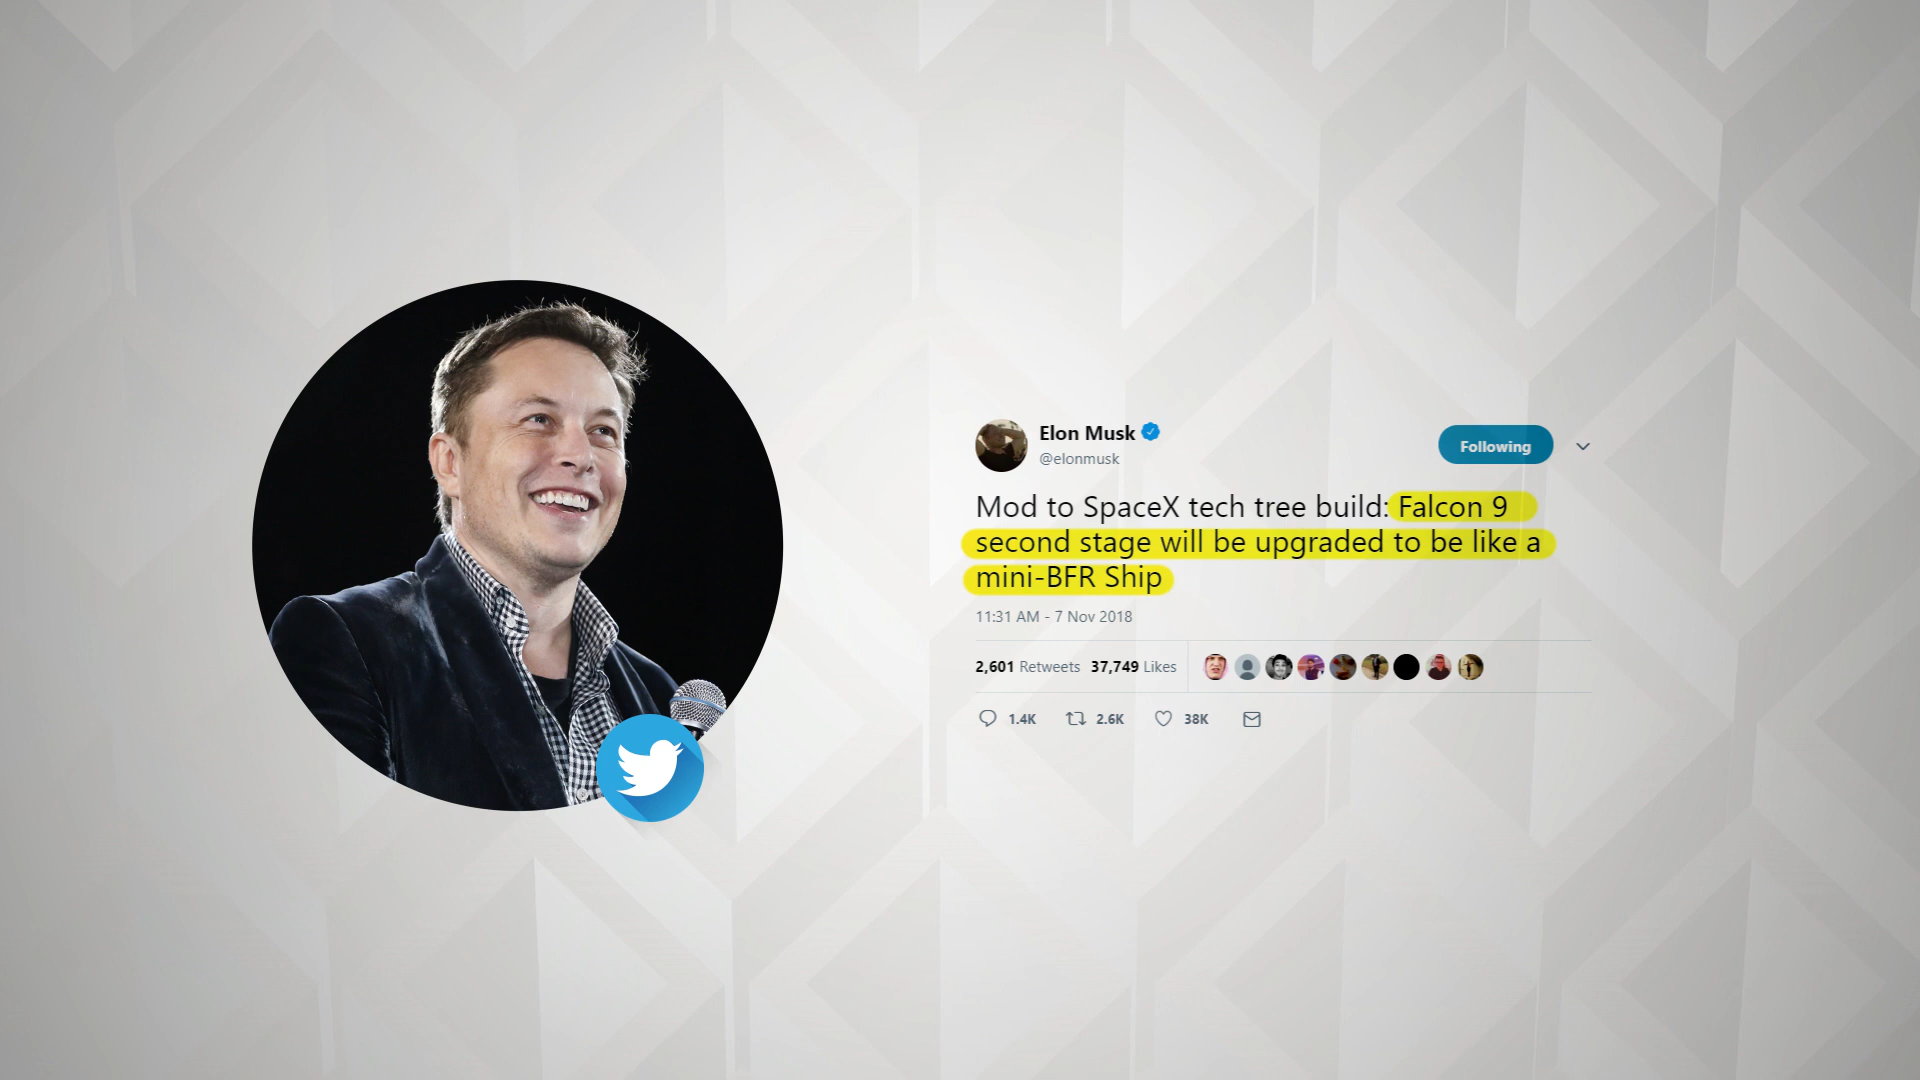 Elon Musk
@elonmusk
Following
Mod to SpaceX tech tree build: Falcon 9
second stage will be upgraded to be like a
mini-BFR Ship
11:31 AM - 7 Nov 2018
2,601 Retweets 37,749 Likes
1.4K 2.6K 38K